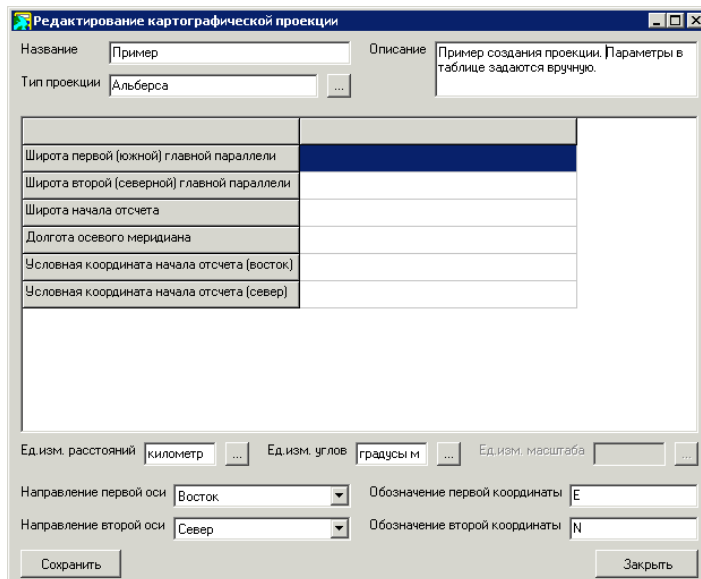 Редактирование картографической проекции
Название Пример Описание Пример создания проекции. Параметры в
таблице задаются вручную.
Тип проекции Альберса ...
Широта первой (южной) главной параллели
Широта второй (северной) главной параллели
Широта начала отсчета
Долгота осевого меридиана
Условная координата начала отсчета (восток)
Условная координата начала отсчета (север)
Ед.изм. расстояний километр ... Ед.изм. углов градусы м ... Ед.изм. масштаба ...
Направление первой оси Восток Обозначение первой координаты E
Направление второй оси Север Обозначение второй координаты N
Сохранить Закрыть